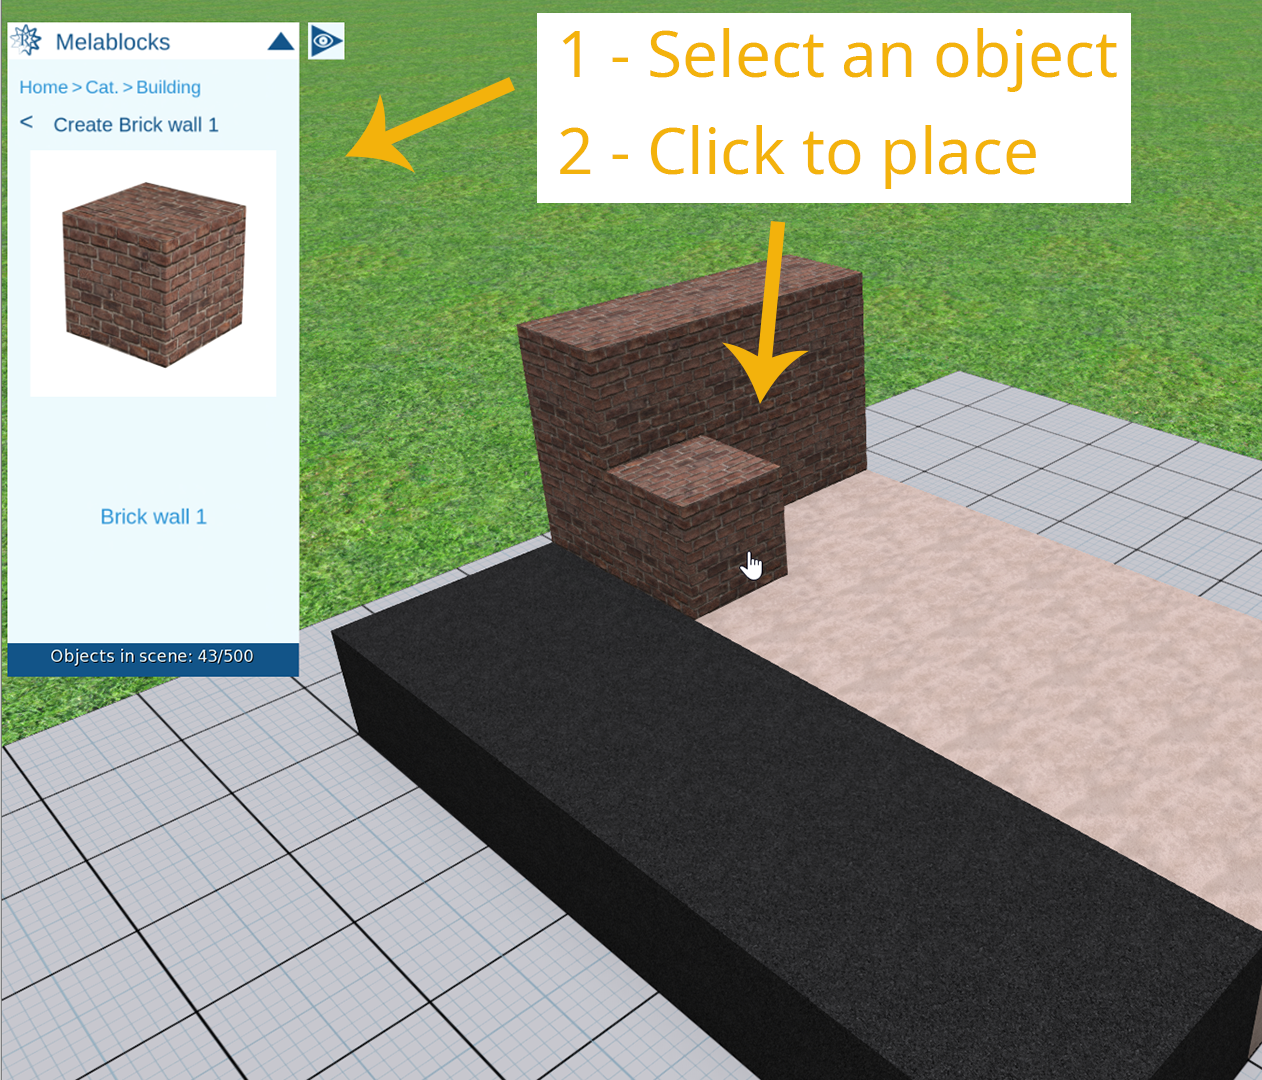 Melablocks
Home > Cat. > Building
< Create Brick wall 1
Brick wall 1
Objects in scene: 43/500
1 - Select an object
2 - Click to place